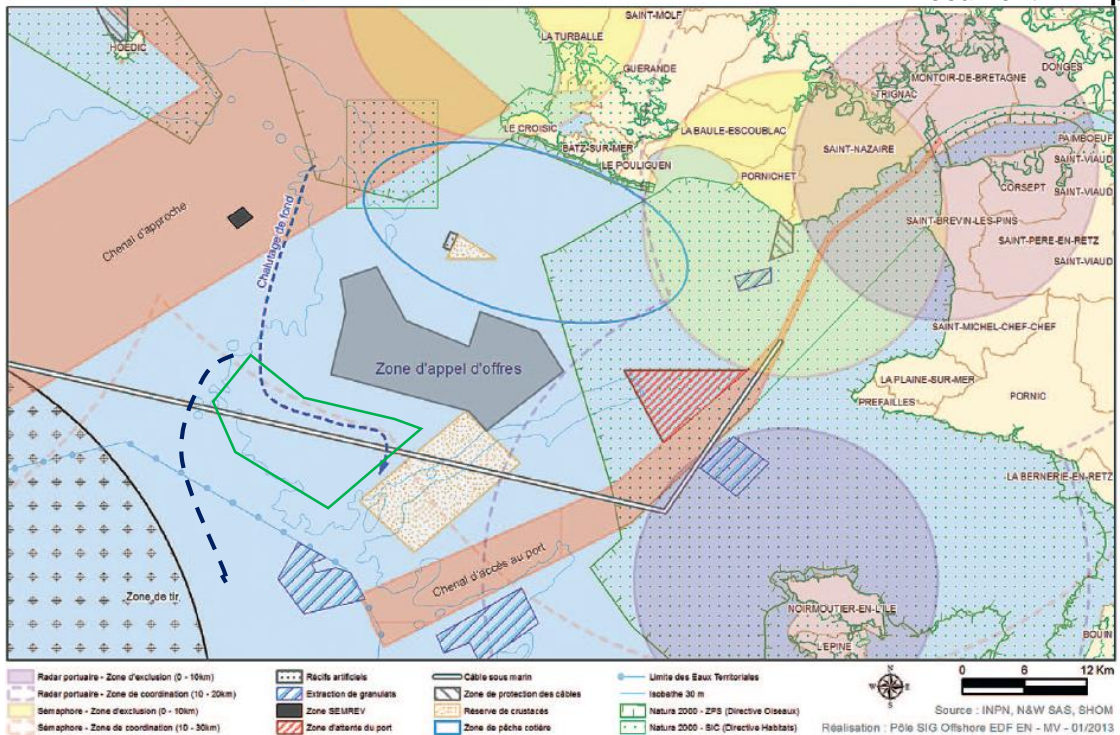 HOEDIC
SAINT-MOLF
LA TURBALLE
GUERANDE
MONTOIR-DE-BRETAGNE
DONGES
TRIGNAC
LE CROISIC
BATZ-SUR-MER
LE POULIGUEN
LA BAULE-ESCOUBLAC
PORNICHET
SAINT-NAZAIRE
PAIMBOEUF
SAINT-VIAUD
CORSEPT
SAINT-VIAUD
SAINT-BREVIN-LES-PINS
SAINT-PERE-EN-RETZ
SAINT-VIAUD
Chenal d'approche
Chalutage de fond
SAINT-MICHEL-CHEF-CHEF
Zone d'appel d'offres
LA PLAINE-SUR-MER
PREFAILLES
PORNIC
LA BERNERIE-EN-RETZ
Chenal d'accès au port
Zone de tir
NOIRMOUTIER-EN-L'ILE
L'EPINE
BOUIN
Radar portuaire - Zone d'exclusion (0 - 10km)
Radar portuaire - Zone de coordination (10 - 20km)
Sémaphore - Zone d'exclusion (0 - 10km)
Sémaphore - Zone de coordination (10 - 30km)
Récifs artificiels
Extraction de granulats
Zone SEMREV
Zone d'attente du port
Câble sous marin
Zone de protection des câbles
Réserve de crustacés
Zone de pêche cotière
Limite des Eaux Territoriales
Isobathe 30 m
Natura 2000 - ZPS (Directive Oiseaux)
Natura 2000 - SIC (Directive Habitats)
N
0 6 12 Km
Source : INPN, N&W SAS, SHOM
Réalisation : Pôle SIG Offshore EDF EN - MV - 01/2013